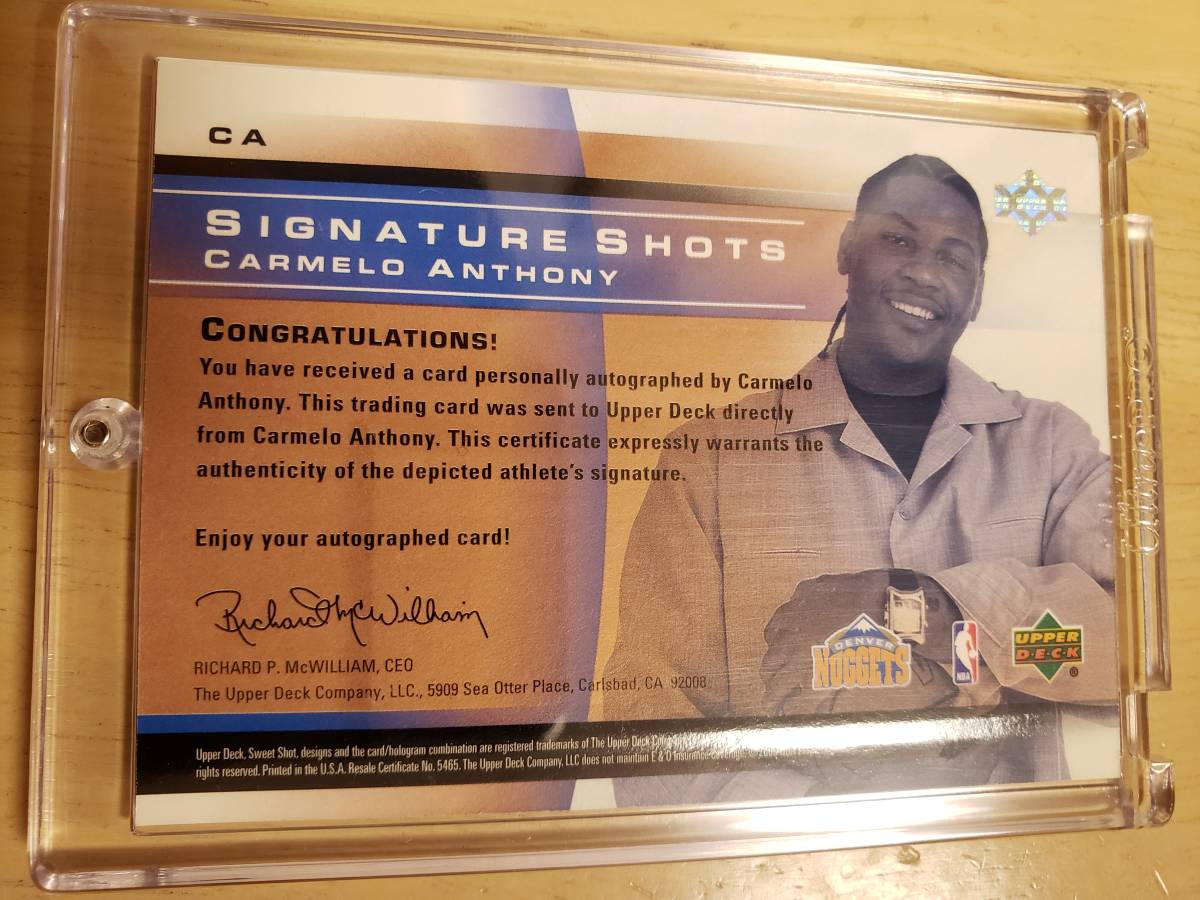 CA
SIGNATURE SHOTS
CARMELO ANTHONY
CONGRATULATIONS!
You have received a card personally autographed by Carmelo
Anthony. This trading card was sent to Upper Deck directly
from Carmelo Anthony. This certificate expressly warrants the
authenticity of the depicted athlete's signature.
Enjoy your autographed card!
Richard P McWilliam
RICHARD P. McWILLIAM, CEO
The Upper Deck Company, LLC., 5909 Sea Otter Place, Carlsbad, CA 92008
DENVER
NUGGETS
NBA
UPPER
D·E·C·K
®
Upper Deck, Sweet Shot, designs and the card/hologram combination are registered trademarks of The Upper Deck
rights reserved. Printed in the U.S.A. Resale Certificate No. 5465. The Upper Deck Company, LLC does not maintain E & O Insurance